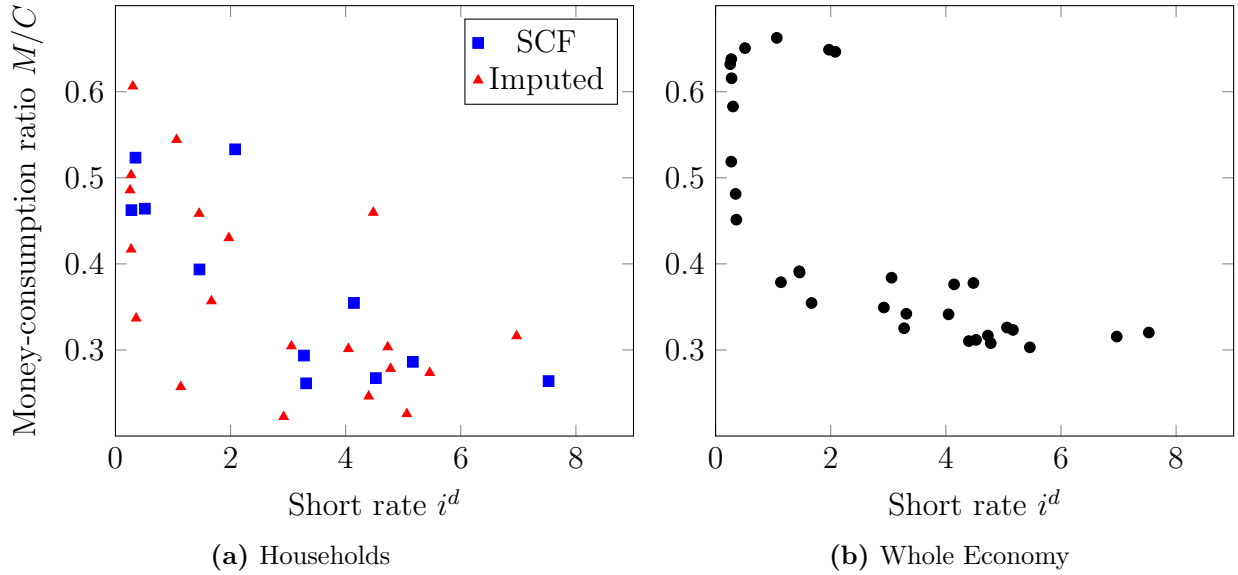 Money-consumption ratio M/C
0.6
0.5
0.4
0.3
0 2 4 6 8
Short rate i^d
SCF
Imputed
(a) Households
0.6
0.5
0.4
0.3
0 2 4 6 8
Short rate i^d
(b) Whole Economy